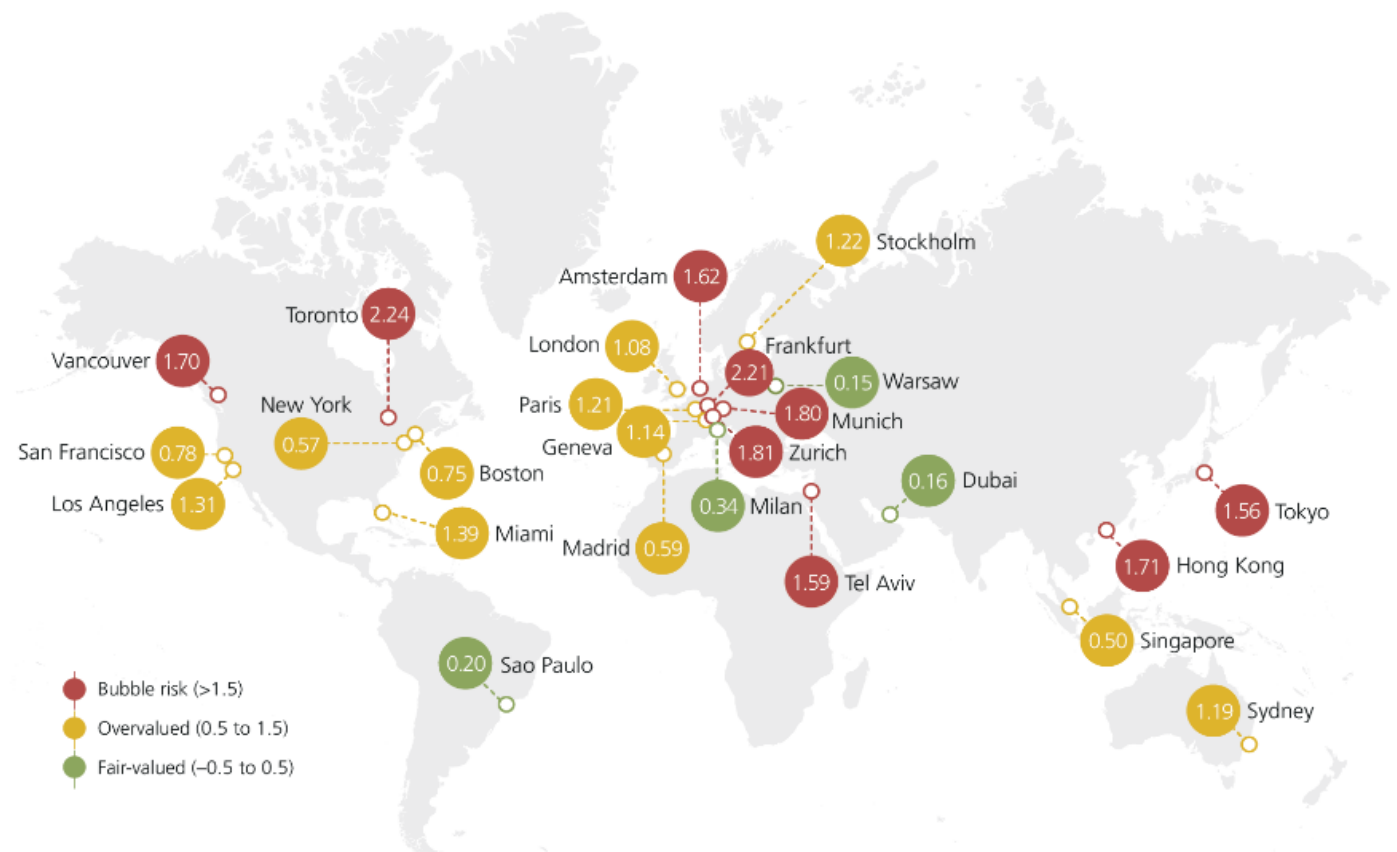 Stockholm
1.22
Amsterdam
1.62
Toronto
2.24
London
1.08
Frankfurt
2.21
Vancouver
1.70
Warsaw
0.15
New York
0.57
Paris
1.21
Munich
1.80
Geneva
1.14
San Francisco
0.78
Zurich
1.81
Boston
0.75
Dubai
0.16
Los Angeles
1.31
Milan
0.34
Tokyo
1.56
Miami
1.39
Madrid
0.59
Hong Kong
1.71
Tel Aviv
1.59
Singapore
0.50
Sao Paulo
0.20
Sydney
1.19
Bubble risk (>1.5)
Overvalued (0.5 to 1.5)
Fair-valued (–0.5 to 0.5)